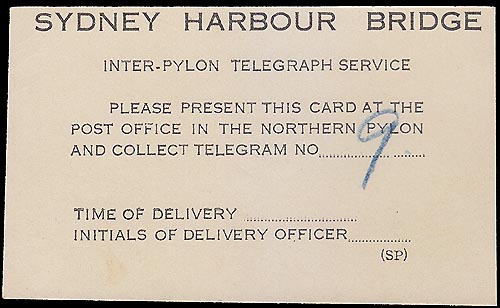 SYDNEY HARBOUR BRIDGE
INTER-PYLON TELEGRAPH SERVICE
PLEASE PRESENT THIS CARD AT THE
POST OFFICE IN THE NORTHERN PYLON
AND COLLECT TELEGRAM NO. 9
TIME OF DELIVERY
INITIALS OF DELIVERY OFFICER
(SP)